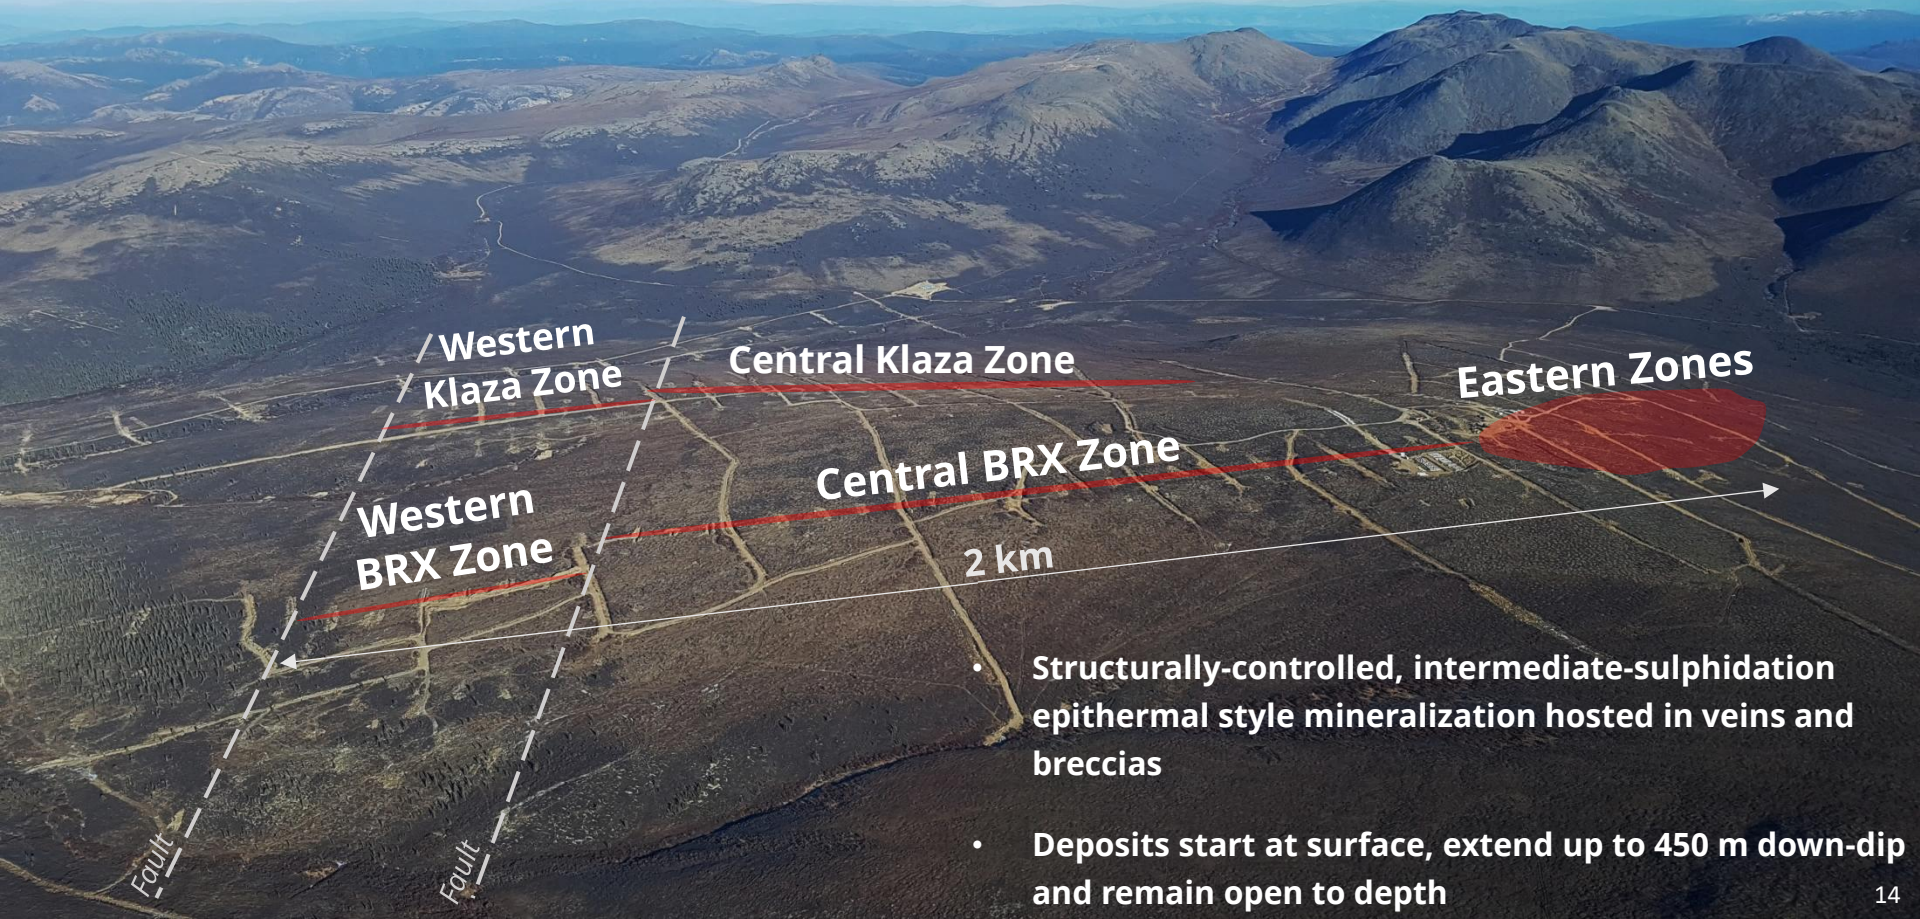 Western
Klaza Zone
Central Klaza Zone
Eastern Zones
Western
BRX Zone
Central BRX Zone
2 km
• Structurally-controlled, intermediate-sulphidation
epithermal style mineralization hosted in veins and
breccias
• Deposits start at surface, extend up to 450 m down-dip
and remain open to depth
Fault
Fault
14